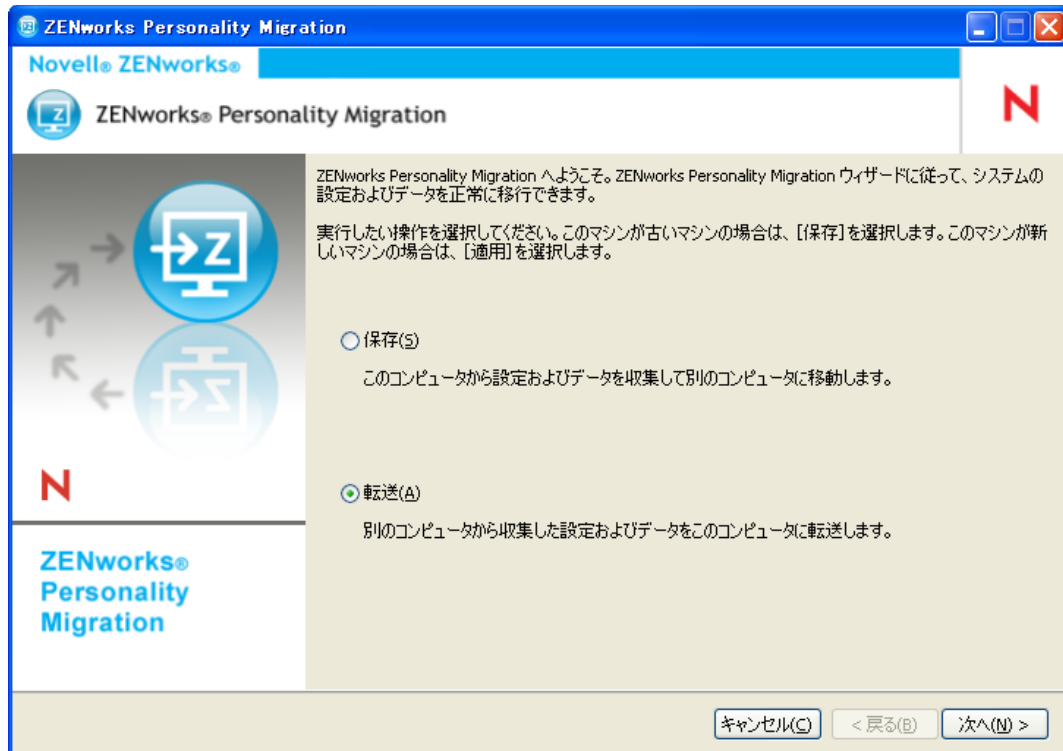 ZENworks Personality Migration
Novell® ZENworks®
ZENworks® Personality Migration
N
ZENworks Personality Migration へようこそ。ZENworks Personality Migration ウィザードに従って、システムの
設定およびデータを正常に移行できます。
実行したい操作を選択してください。このマシンが古いマシンの場合は、[保存]を選択します。このマシンが新
しいマシンの場合は、[適用]を選択します。
保存(S)
このコンピュータから設定およびデータを収集して別のコンピュータに移動します。
転送(A)
別のコンピュータから収集した設定およびデータをこのコンピュータに転送します。
Z
N
ZENworks®
Personality
Migration
キャンセル(C)
< 戻る(B)
次へ(N) >